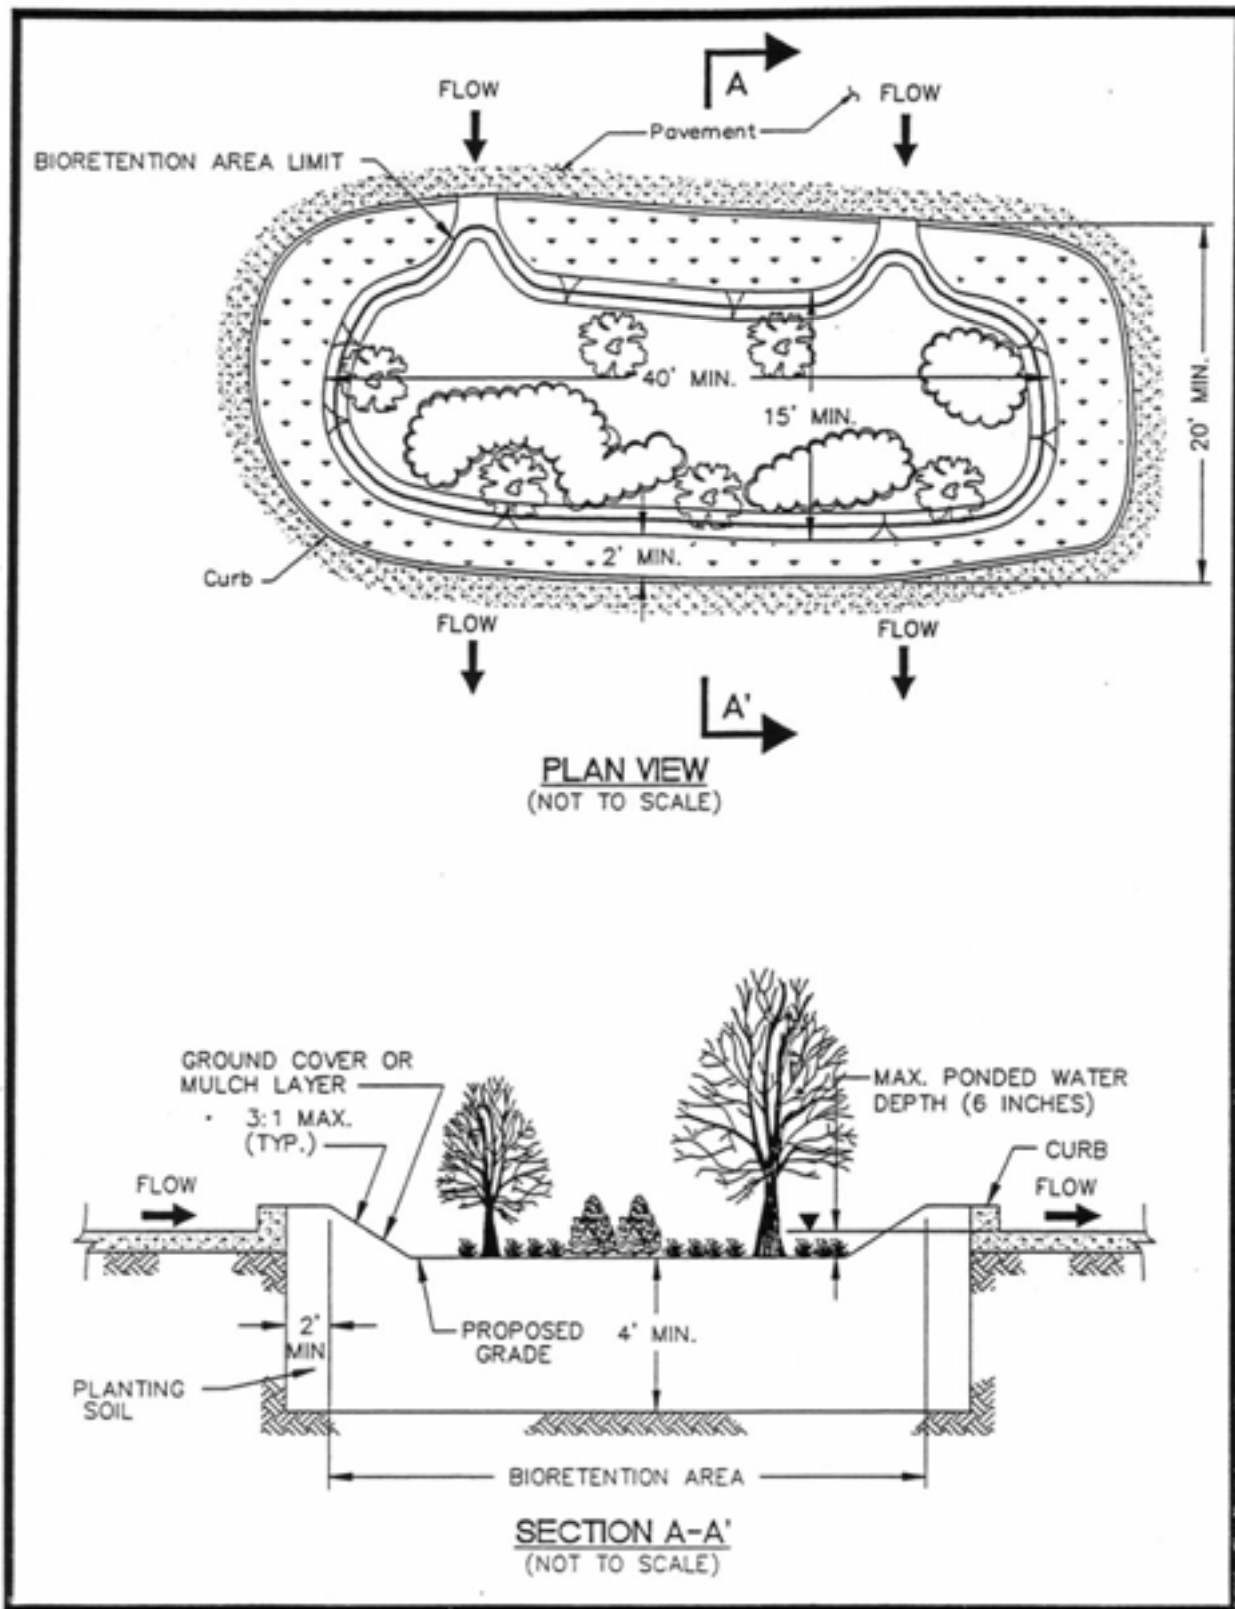 A
FLOW
FLOW
Pavement
BIORETENTION AREA LIMIT
40' MIN.
15' MIN.
20' MIN.
2' MIN.
Curb
FLOW
FLOW
A'
PLAN VIEW
(NOT TO SCALE)
GROUND COVER OR
MULCH LAYER
3:1 MAX.
(TYP.)
MAX. PONDED WATER
DEPTH (6 INCHES)
CURB
FLOW
FLOW
2'
MIN
PROPOSED
GRADE
4' MIN.
PLANTING
SOIL
BIORETENTION AREA
SECTION A-A'
(NOT TO SCALE)